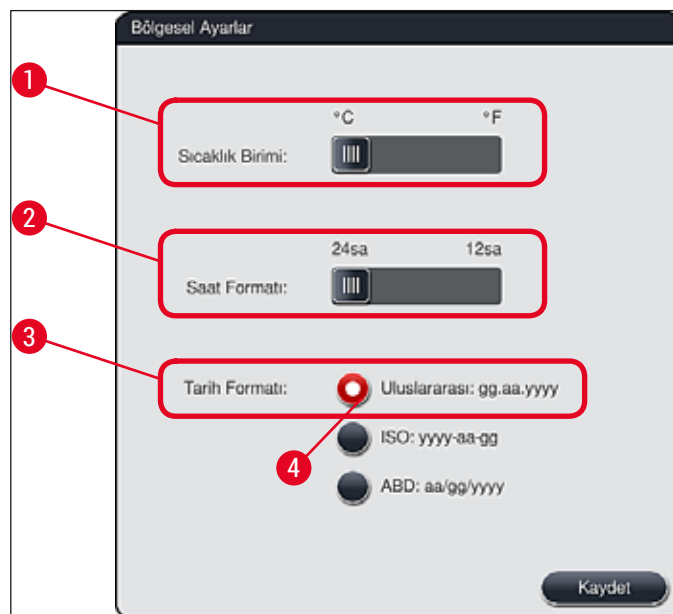 Bölgesel Ayarlar
1
°C °F
Sıcaklık Birimi:
2
24sa 12sa
Saat Formatı:
3
Tarih Formatı: Uluslararası: gg.aa.yyyy
4
ISO: yyyy-aa-gg
ABD: aa/gg/yyyy
Kaydet